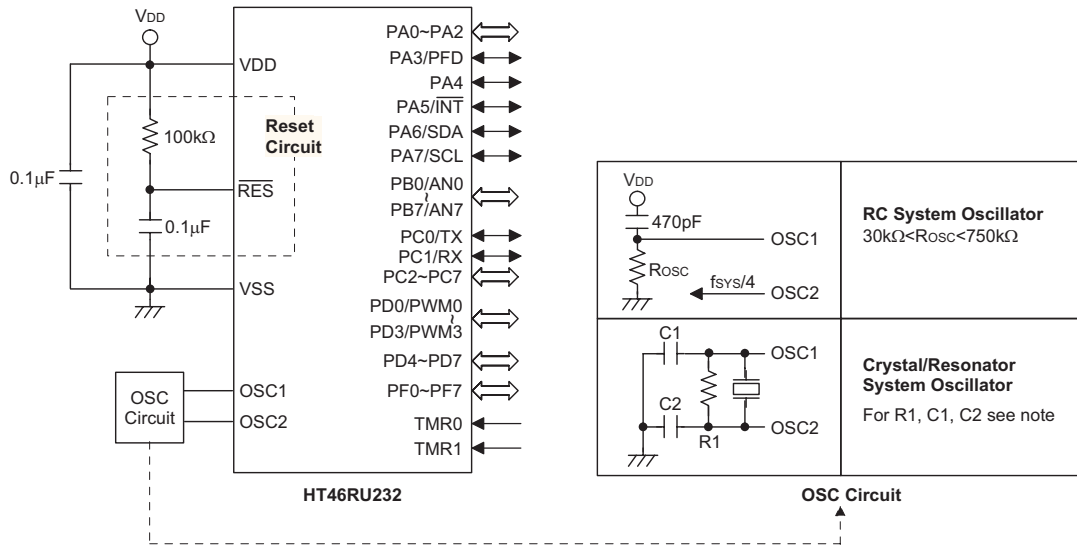 VDD
VDD
100kΩ
Reset
Circuit
0.1µF
RES
0.1µF
VSS
OSC
Circuit
OSC1
OSC2
PA0~PA2
PA3/PFD
PA4
PA5/INT
PA6/SDA
PA7/SCL
PB0/AN0
~
PB7/AN7
PC0/TX
PC1/RX
PC2~PC7
PD0/PWM0
~
PD3/PWM3
PD4~PD7
PF0~PF7
TMR0
TMR1
HT46RU232
VDD
470pF
OSC1
ROSC
fSYS/4
OSC2
RC System Oscillator
30kΩ<ROSC<750kΩ
C1
OSC1
C2
R1
OSC2
Crystal/Resonator
System Oscillator
For R1, C1, C2 see note
OSC Circuit